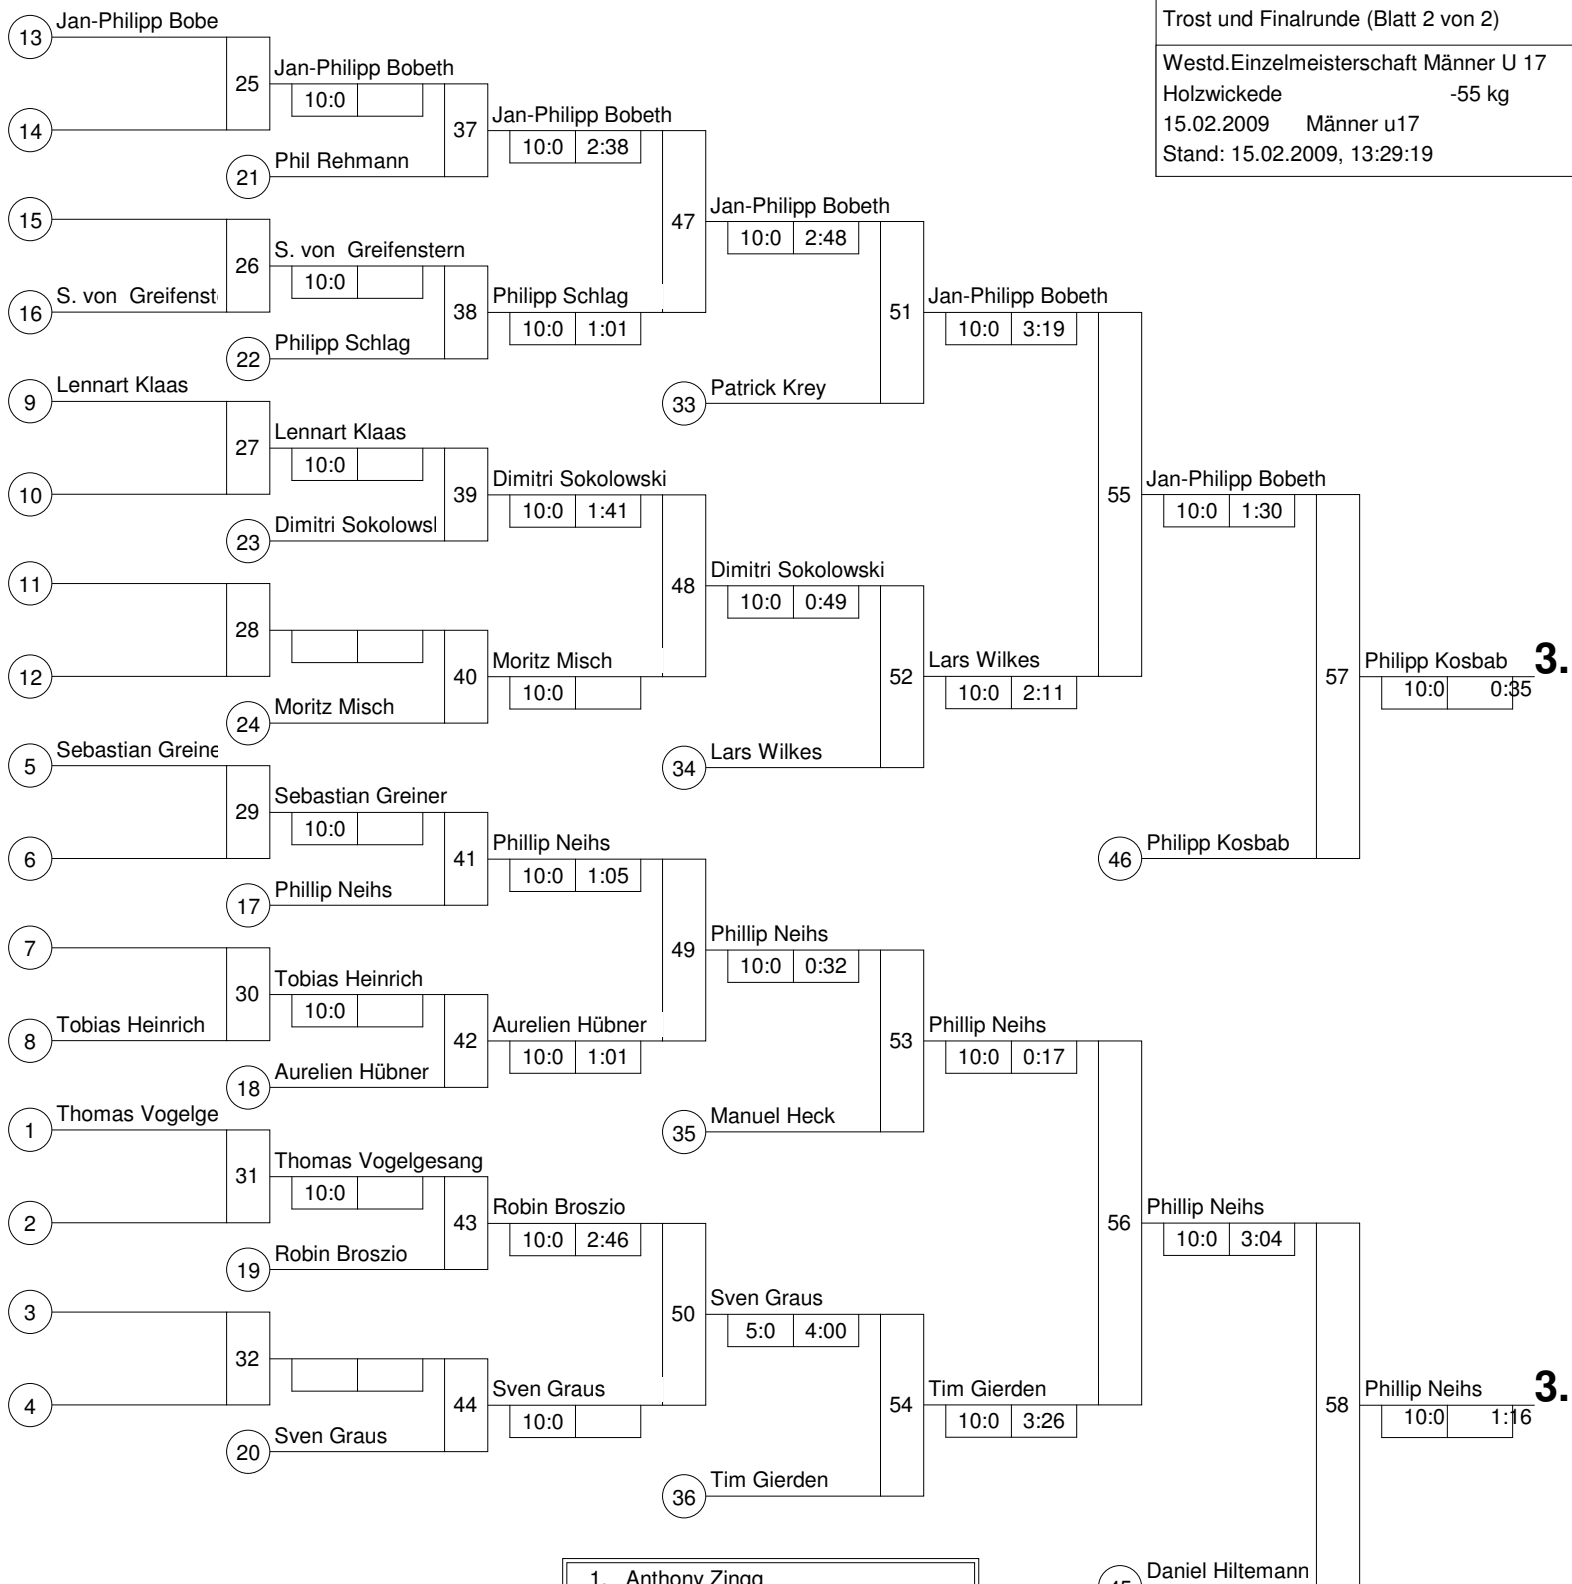 Trost und Finalrunde (Blatt 2 von 2)
Westd.Einzelmeisterschaft Männer U 17
Holzwickede -55 kg
15.02.2009 Männer u17
Stand: 15.02.2009, 13:29:19
13 Jan-Philipp Bobe
14
25 Jan-Philipp Bobeth
10:0
21 Phil Rehmann
37 Jan-Philipp Bobeth
10:0 2:38
15
16 S. von Greifenst
26 S. von Greifenstern
10:0
22 Philipp Schlag
38 Philipp Schlag
10:0 1:01
47 Jan-Philipp Bobeth
10:0 2:48
33 Patrick Krey
51 Jan-Philipp Bobeth
10:0 3:19
9 Lennart Klaas
10
27 Lennart Klaas
10:0
23 Dimitri Sokolows
39 Dimitri Sokolowski
10:0 1:41
11
12
28
24 Moritz Misch
40 Moritz Misch
10:0
48 Dimitri Sokolowski
10:0 0:49
34 Lars Wilkes
52 Lars Wilkes
10:0 2:11
55 Jan-Philipp Bobeth
10:0 1:30
46 Philipp Kosbab
57 Philipp Kosbab 3.
10:0 0:35
5 Sebastian Greine
6
29 Sebastian Greiner
10:0
17 Phillip Neihs
41 Phillip Neihs
10:0 1:05
7
8 Tobias Heinrich
30 Tobias Heinrich
10:0
18 Aurelien Hübner
42 Aurelien Hübner
10:0 1:01
49 Phillip Neihs
10:0 0:32
35 Manuel Heck
53 Phillip Neihs
10:0 0:17
1 Thomas Vogelge
2
31 Thomas Vogelgesang
10:0
19 Robin Broszio
43 Robin Broszio
10:0 2:46
3
4
32
20 Sven Graus
44 Sven Graus
10:0
50 Sven Graus
5:0 4:00
36 Tim Gierden
54 Tim Gierden
10:0 3:26
56 Phillip Neihs
10:0 3:04
45 Daniel Hiltemann
58 Phillip Neihs 3.
10:0 1:16
1. Anthony Zingg